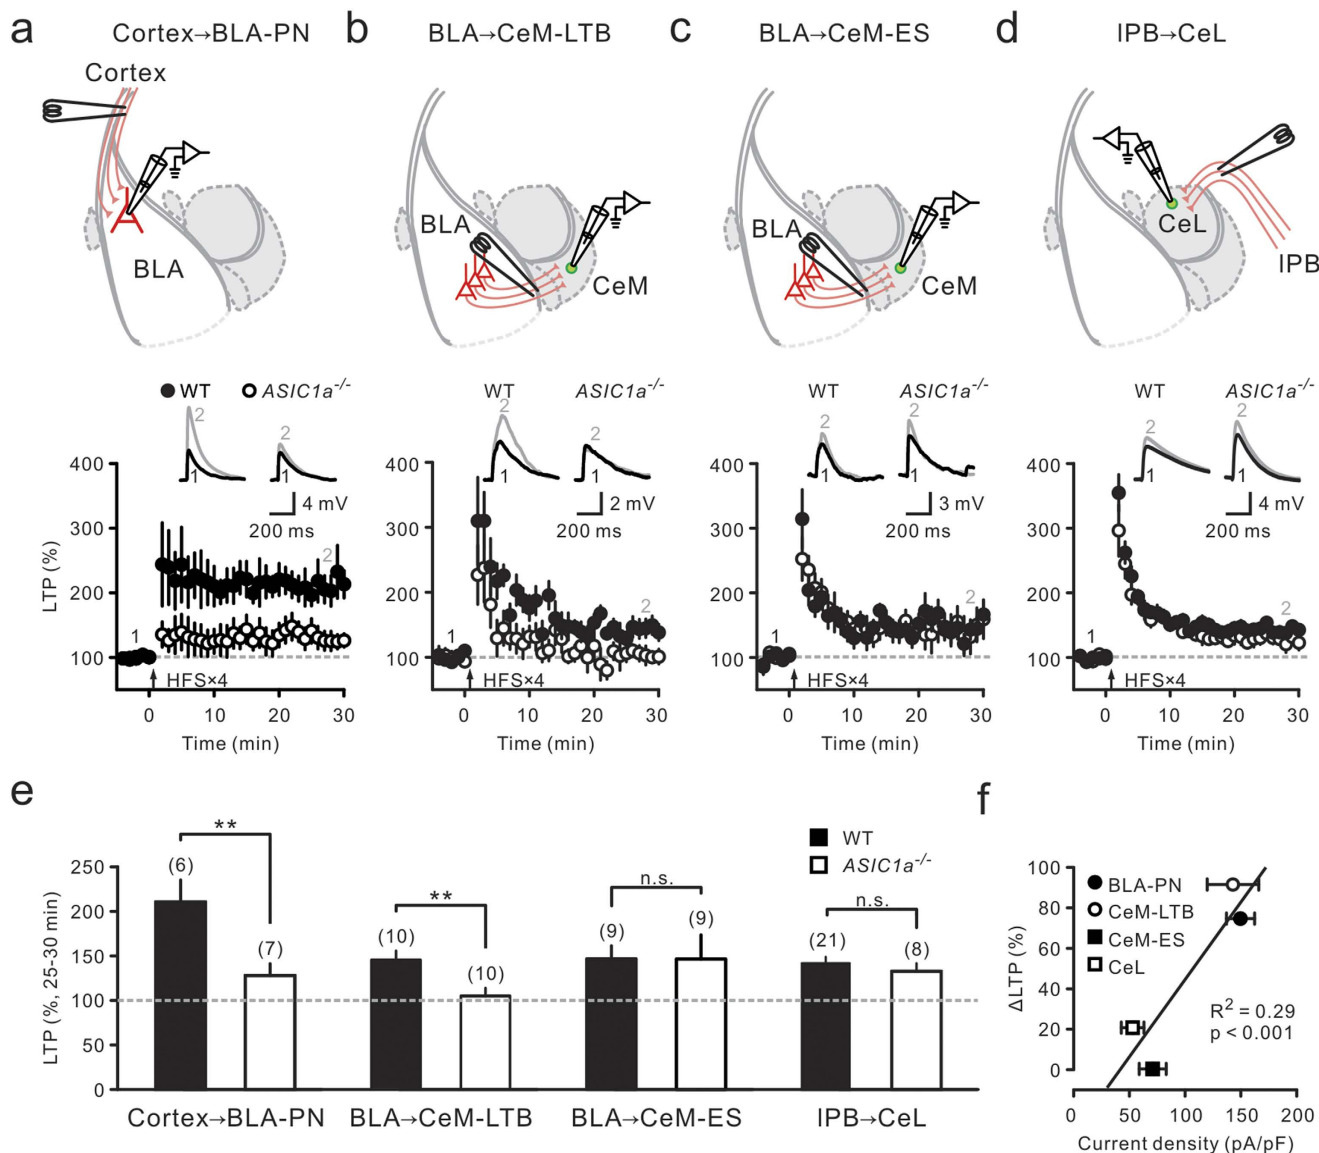 a Cortex→BLA-PN b BLA→CeM-LTB c BLA→CeM-ES d IPB→CeL
Cortex
BLA
BLA
CeM
BLA
CeM
CeL
IPB
WT ASIC1a-/- WT ASIC1a-/- WT ASIC1a-/- WT ASIC1a-/-
2 2 2 2 2 2 2 2
1 1 1 1 1 1
4 mV 2 mV 3 mV 4 mV
200 ms 200 ms 200 ms 200 ms
LTP (%)
400 400 400 400
300 300 300 300
200 200 200 200
100 100 100 100
2 2 2 2
1 1 1 1
HFS×4 HFS×4 HFS×4 HFS×4
0 10 20 30 0 10 20 30 0 10 20 30 0 10 20 30
Time (min) Time (min) Time (min) Time (min)
e
LTP (%, 25-30 min)
250
200
150
100
50
0
** ** n.s. n.s.
(6) (7) (10) (10) (9) (9) (21) (8)
WT
ASIC1a-/-
Cortex→BLA-PN BLA→CeM-LTB BLA→CeM-ES IPB→CeL
f
ΔLTP (%)
100
80
60
40
20
0
BLA-PN
CeM-LTB
CeM-ES
CeL
R2 = 0.29
p < 0.001
0 50 100 150 200
Current density (pA/pF)